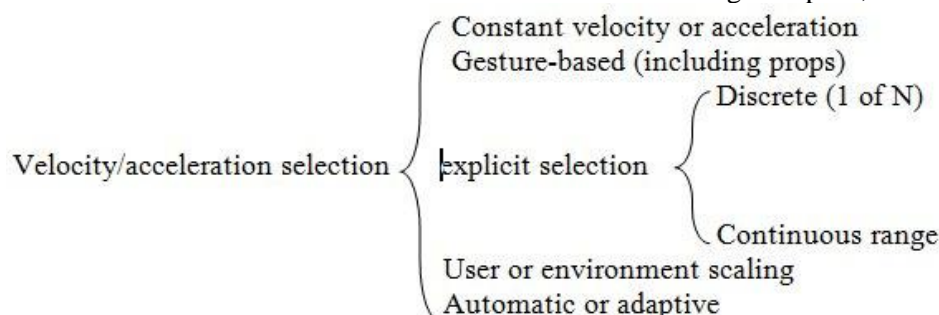 Constant velocity or acceleration
Gesture-based (including props)
Discrete (1 of N)
Velocity/acceleration selection
explicit selection
Continuous range
User or environment scaling
Automatic or adaptive